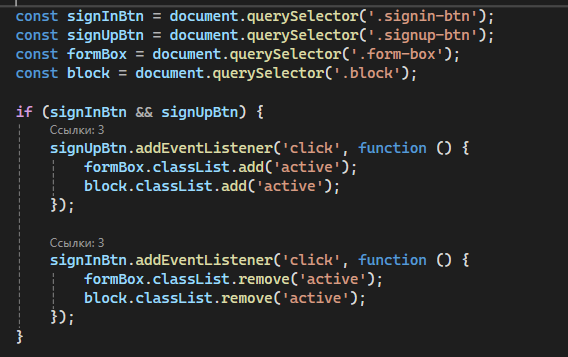 const signInBtn = document.querySelector('.signin-btn');
const signUpBtn = document.querySelector('.signup-btn');
const formBox = document.querySelector('.form-box');
const block = document.querySelector('.block');

if (signInBtn && signUpBtn) {
    Ссылки: 3
    signUpBtn.addEventListener('click', function () {
        formBox.classList.add('active');
        block.classList.add('active');
    });

    Ссылки: 3
    signInBtn.addEventListener('click', function () {
        formBox.classList.remove('active');
        block.classList.remove('active');
    });
}